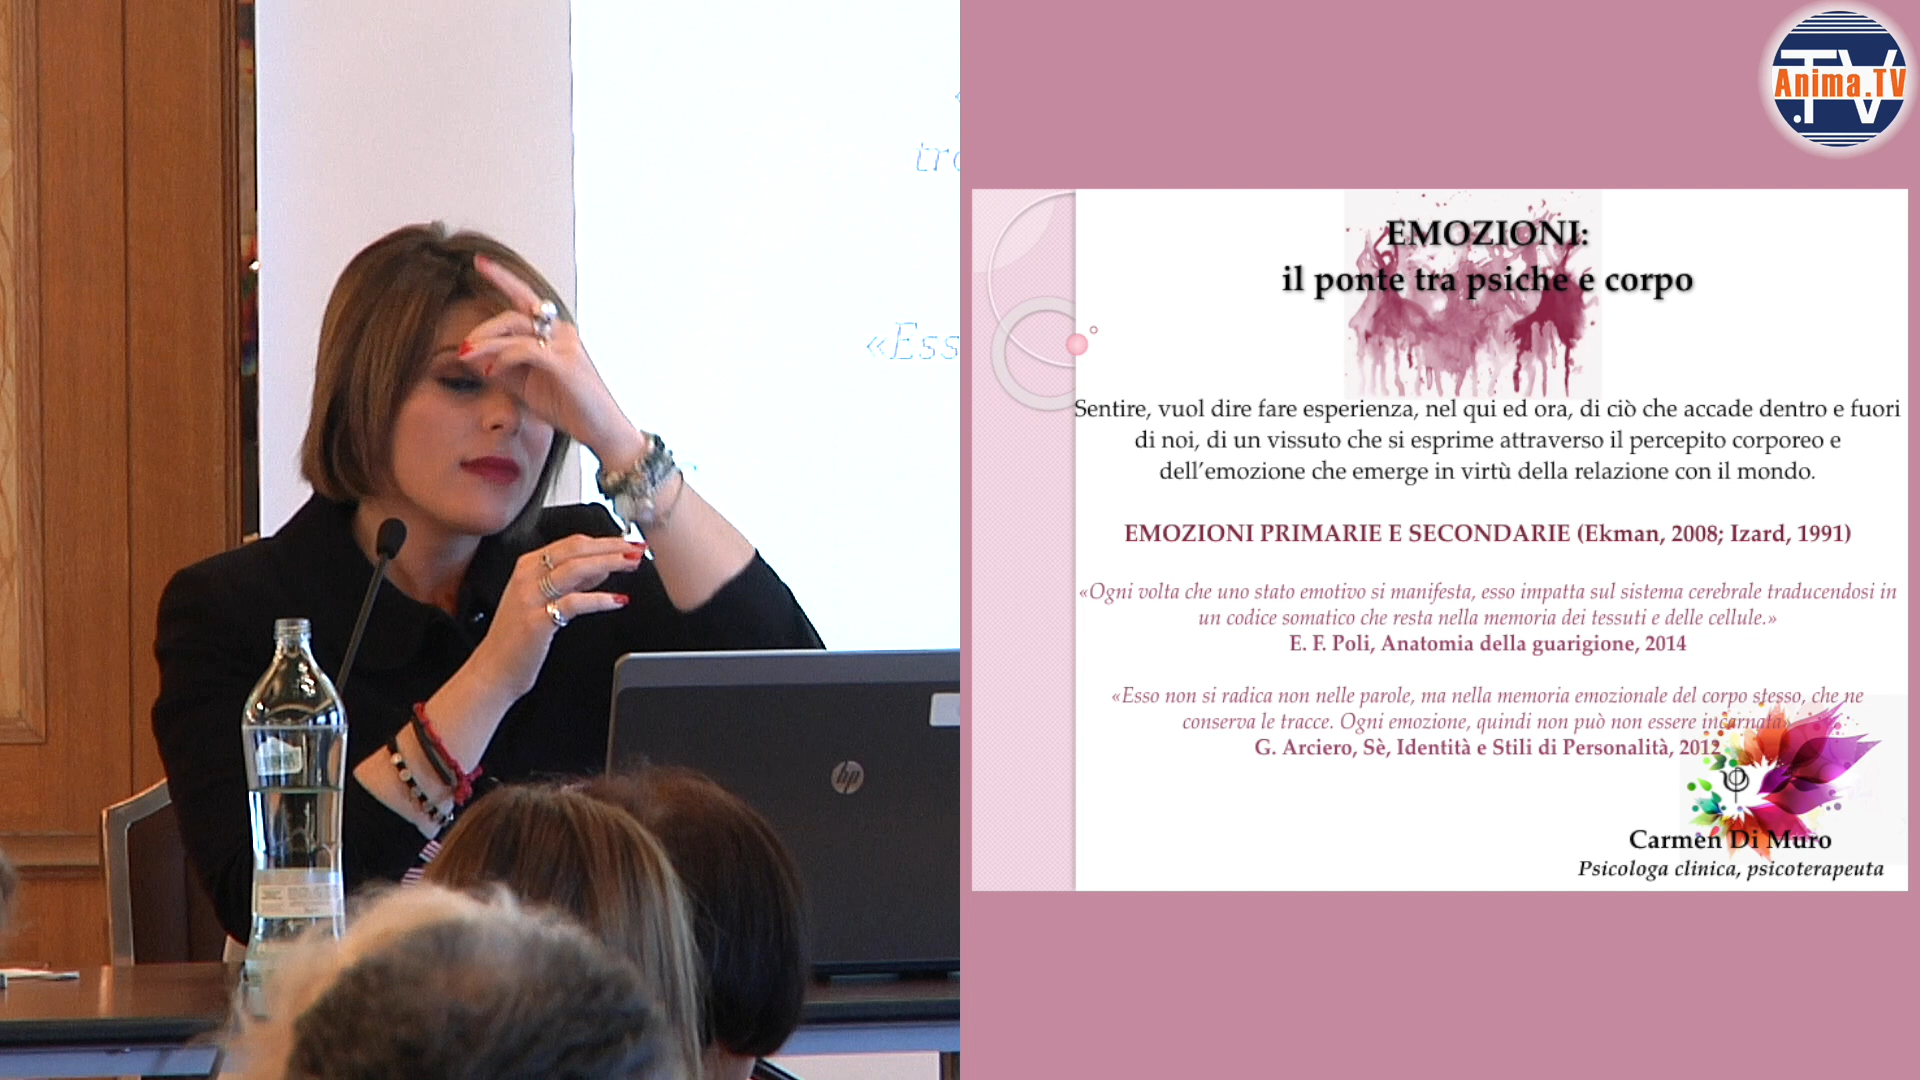 «Ess
hp
.TV
Anima.TV
EMOZIONI:
il ponte tra psiche e corpo
Sentire, vuol dire fare esperienza, nel qui ed ora, di ciò che accade dentro e fuori
di noi, di un vissuto che si esprime attraverso il percepito corporeo e
dell'emozione che emerge in virtù della relazione con il mondo.
EMOZIONI PRIMARIE E SECONDARIE (Ekman, 2008; Izard, 1991)
«Ogni volta che uno stato emotivo si manifesta, esso impatta sul sistema cerebrale traducendosi in
un codice somatico che resta nella memoria dei tessuti e delle cellule.»
E. F. Poli, Anatomia della guarigione, 2014
«Esso non si radica non nelle parole, ma nella memoria emozionale del corpo stesso, che ne
conserva le tracce. Ogni emozione, quindi non può non essere incarnata»
G. Arciero, Sè, Identità e Stili di Personalità, 2012
Carmen Di Muro
Psicologa clinica, psicoterapeuta